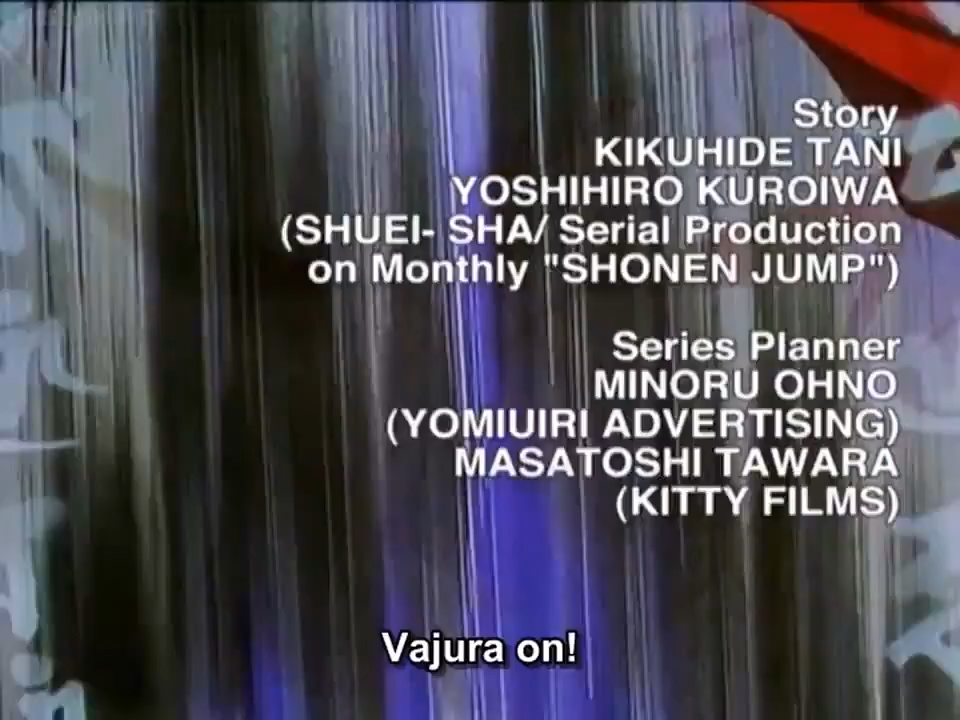 Story
KIKUHIDE TANI
YOSHIHIRO KUROIWA
(SHUEI- SHA/ Serial Production
on Monthly "SHONEN JUMP")
Series Planner
MINORU OHNO
(YOMIUIRI ADVERTISING)
MASATOSHI TAWARA
(KITTY FILMS)
Vajura on!